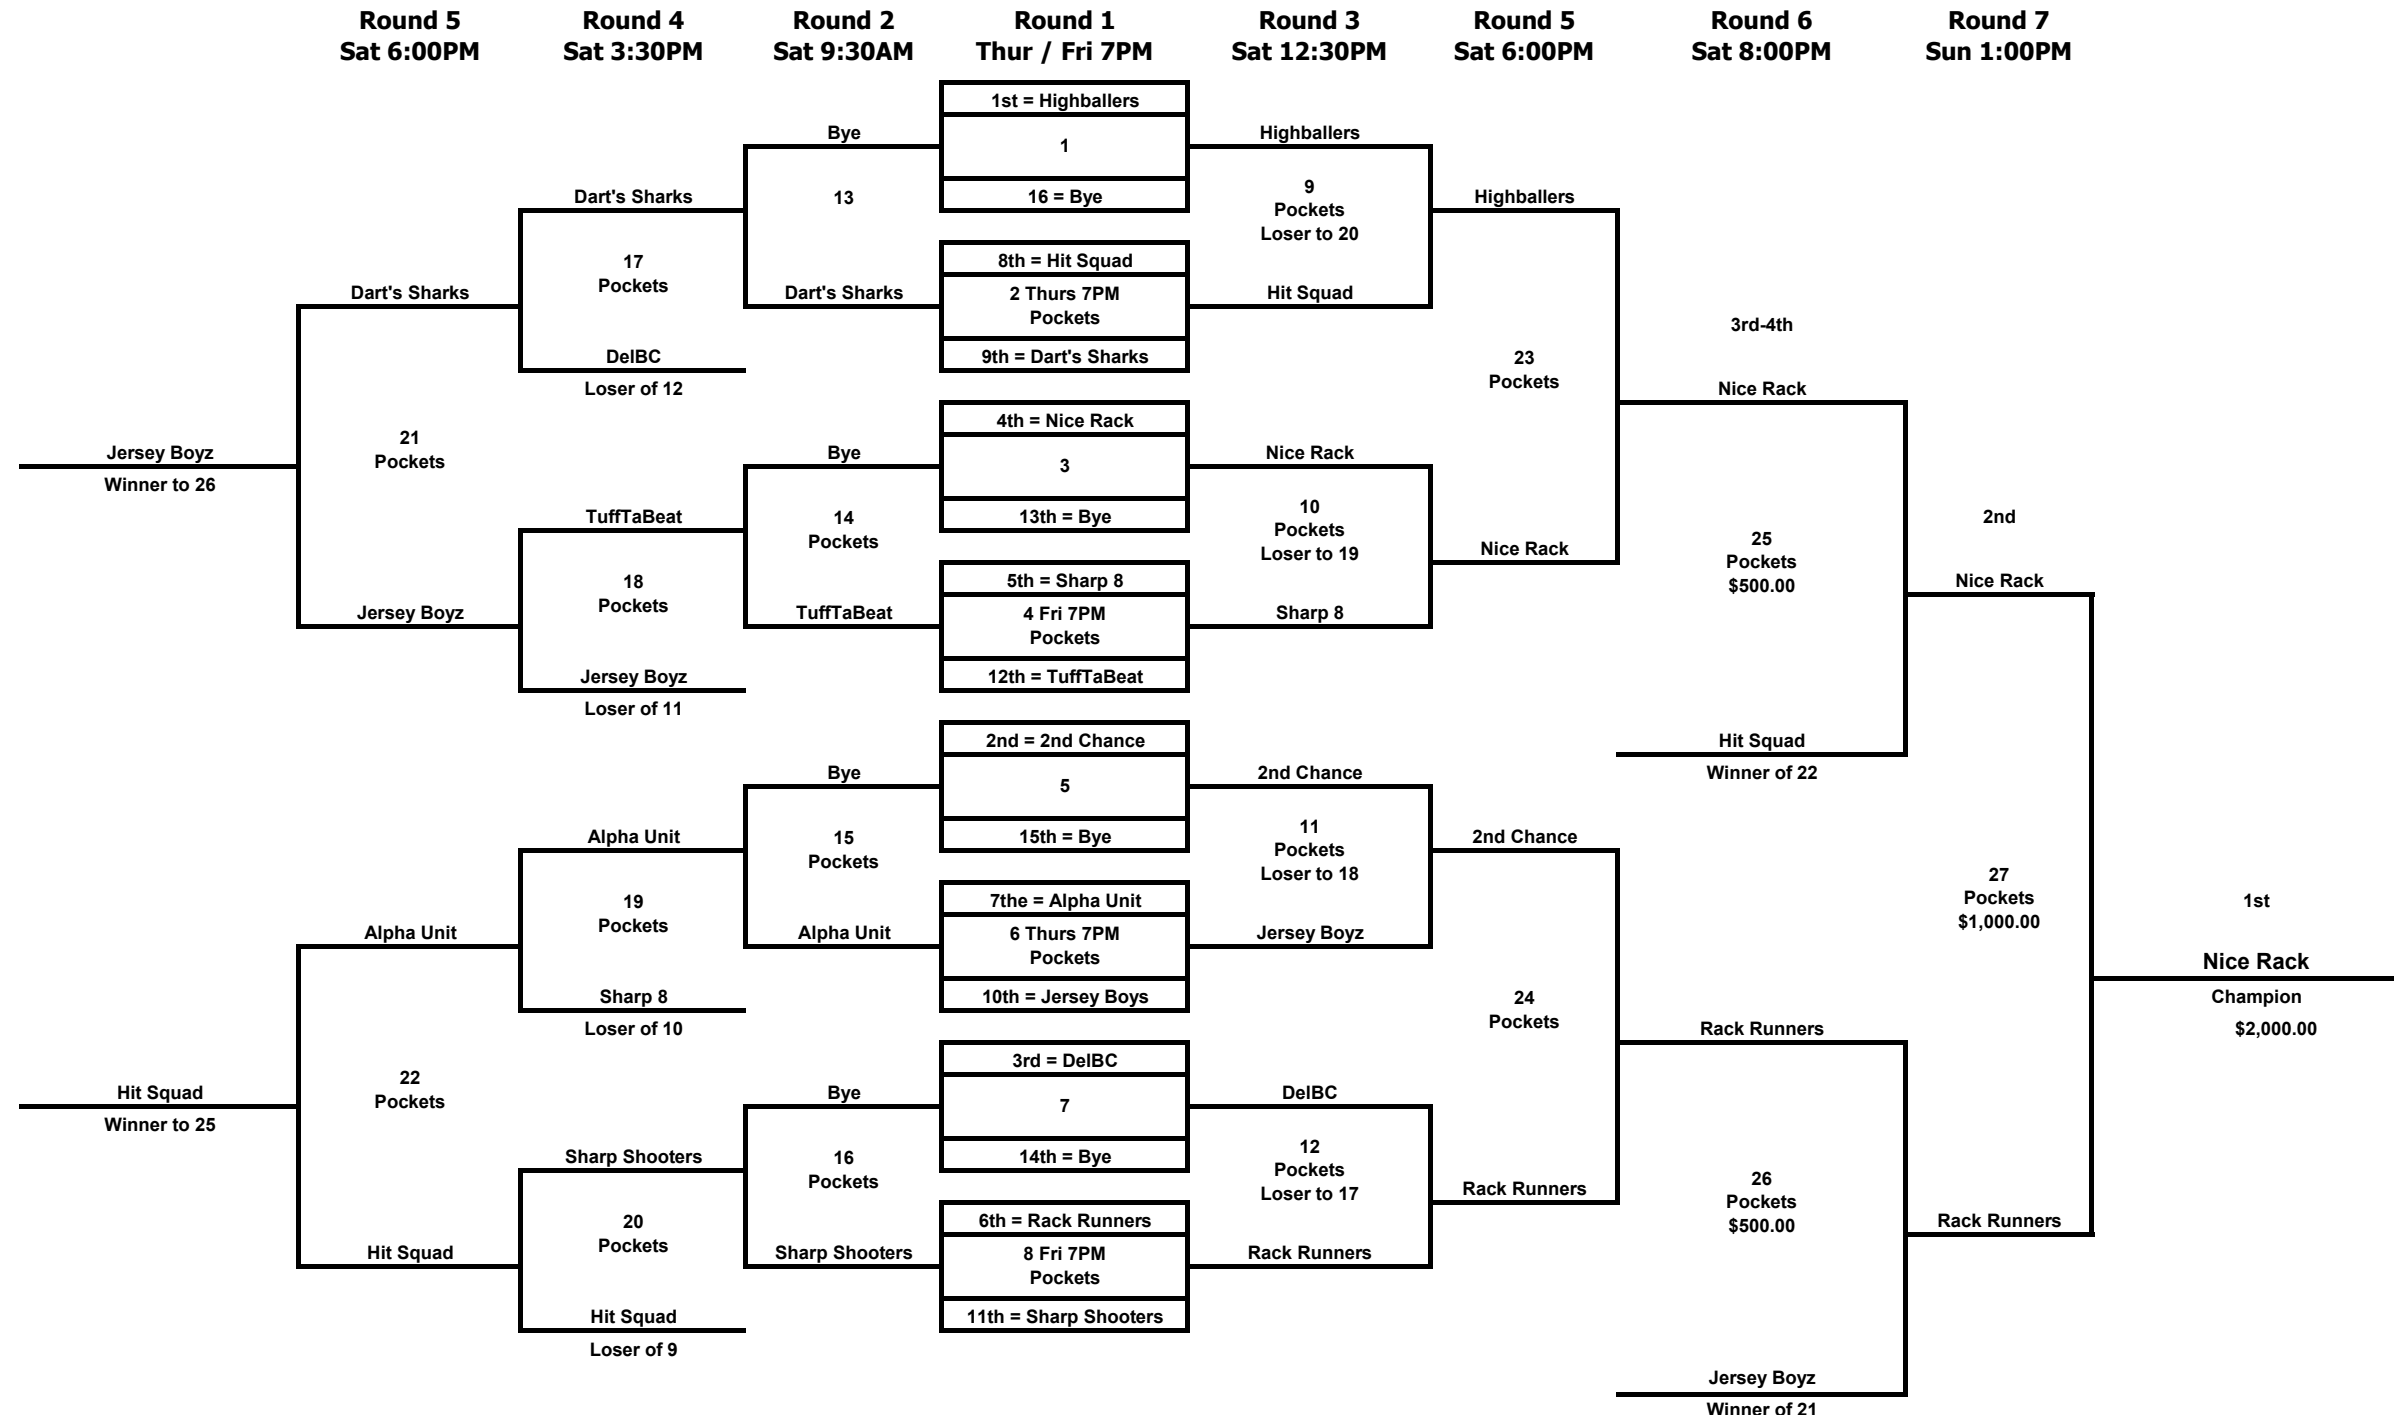 Round 5
Sat 6:00PM
Round 4
Sat 3:30PM
Round 2
Sat 9:30AM
Round 1
Thur / Fri 7PM
Round 3
Sat 12:30PM
Round 5
Sat 6:00PM
Round 6
Sat 8:00PM
Round 7
Sun 1:00PM
Jersey Boyz
Winner to 26
Hit Squad
Winner to 25
Dart's Sharks
21
Pockets
Jersey Boyz
Alpha Unit
22
Pockets
Hit Squad
Dart's Sharks
17
Pockets
DelBC
Loser of 12
TuffTaBeat
18
Pockets
Jersey Boyz
Loser of 11
Alpha Unit
19
Pockets
Sharp 8
Loser of 10
Sharp Shooters
20
Pockets
Hit Squad
Loser of 9
Bye
13
Dart's Sharks
Bye
14
Pockets
TuffTaBeat
Bye
15
Pockets
Alpha Unit
Bye
16
Pockets
Sharp Shooters
1st = Highballers
1
16 = Bye
8th = Hit Squad
2 Thurs 7PM
Pockets
9th = Dart's Sharks
4th = Nice Rack
3
13th = Bye
5th = Sharp 8
4 Fri 7PM
Pockets
12th = TuffTaBeat
2nd = 2nd Chance
5
15th = Bye
7the = Alpha Unit
6 Thurs 7PM
Pockets
10th = Jersey Boys
3rd = DelBC
7
14th = Bye
6th = Rack Runners
8 Fri 7PM
Pockets
11th = Sharp Shooters
Highballers
9
Pockets
Loser to 20
Hit Squad
Nice Rack
10
Pockets
Loser to 19
Sharp 8
2nd Chance
11
Pockets
Loser to 18
Jersey Boyz
DelBC
12
Pockets
Loser to 17
Rack Runners
Highballers
23
Pockets
Nice Rack
2nd Chance
24
Pockets
Rack Runners
3rd-4th
Nice Rack
25
Pockets
$500.00
Hit Squad
Winner of 22
Rack Runners
26
Pockets
$500.00
Jersey Boyz
Winner of 21
2nd
Nice Rack
27
Pockets
$1,000.00
Rack Runners
1st
Nice Rack
Champion
$2,000.00